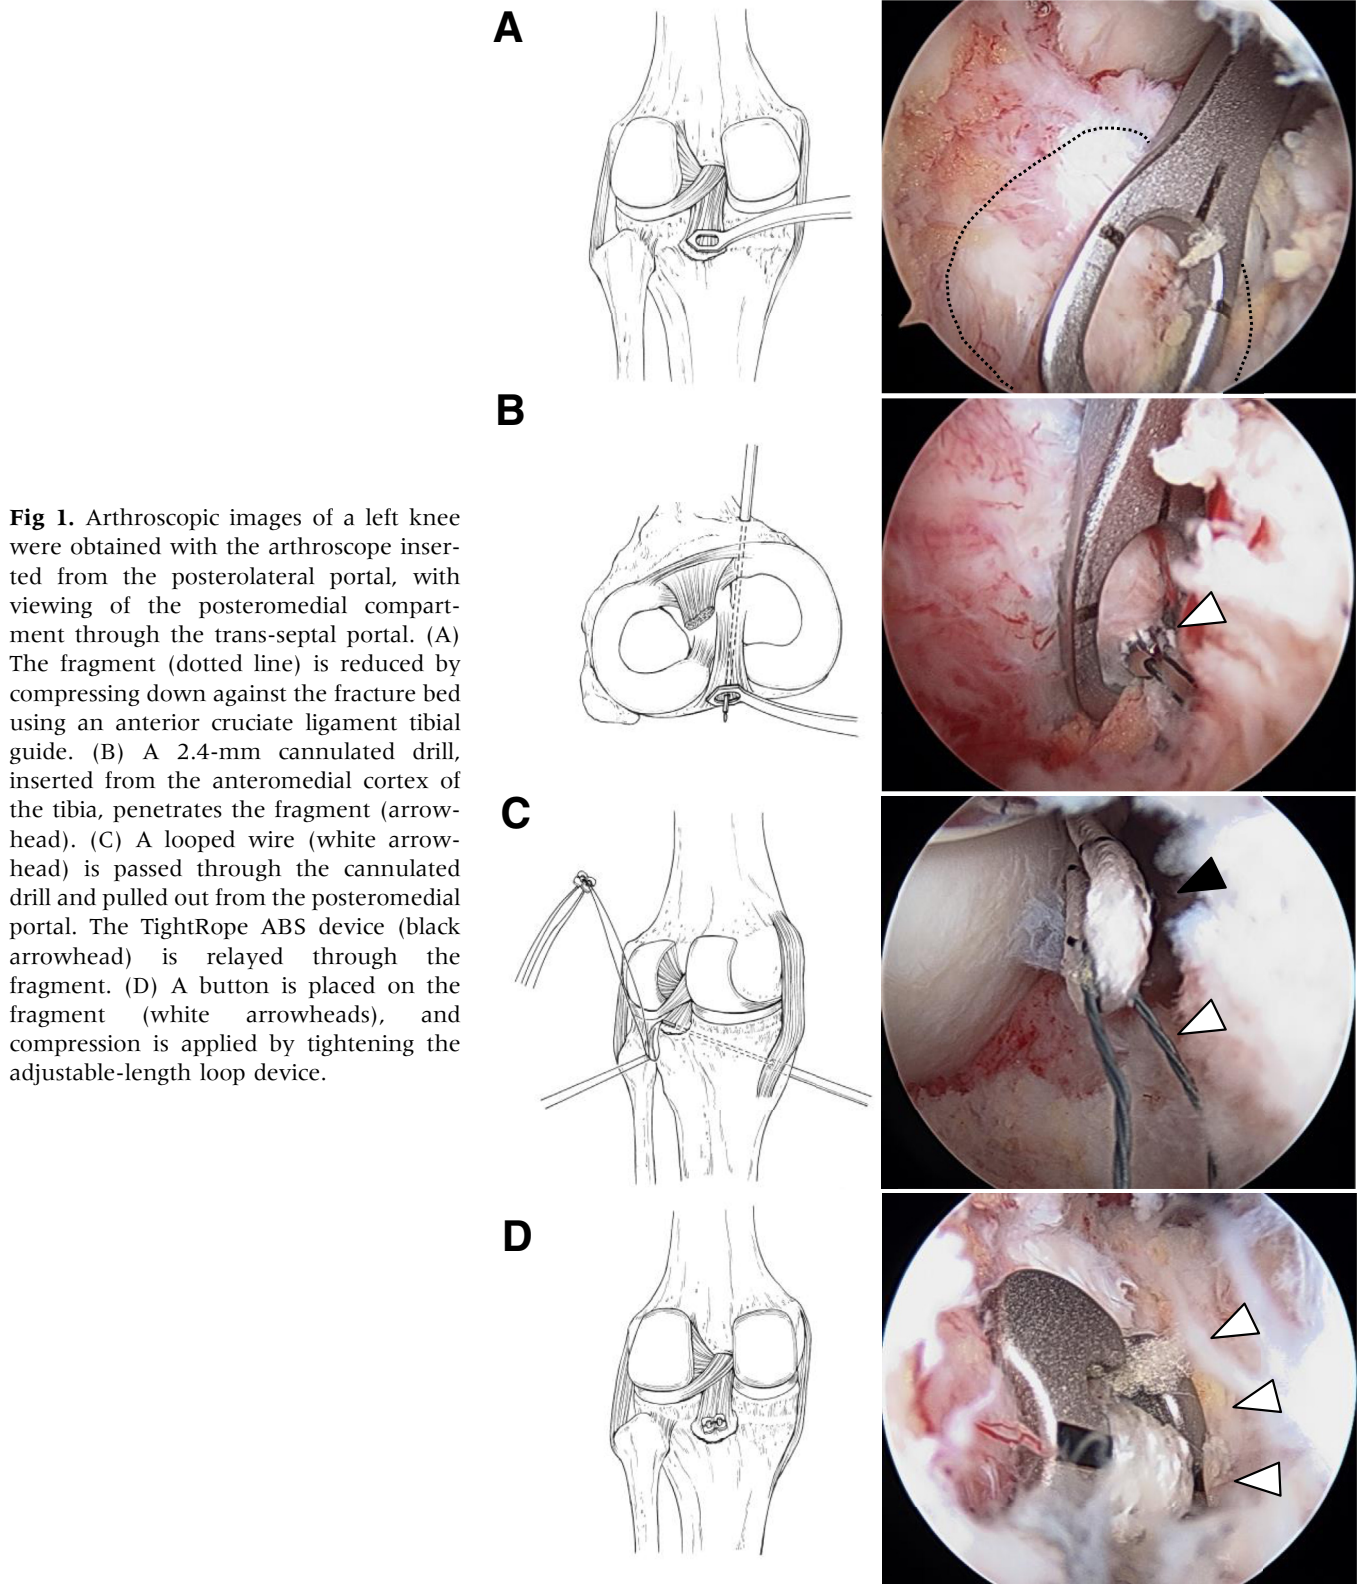 A
B
Fig 1. Arthroscopic images of a left knee
were obtained with the arthroscope inser-
ted from the posterolateral portal, with
viewing of the posteromedial compart-
ment through the trans-septal portal. (A)
The fragment (dotted line) is reduced by
compressing down against the fracture bed
using an anterior cruciate ligament tibial
guide. (B) A 2.4-mm cannulated drill,
inserted from the anteromedial cortex of
the tibia, penetrates the fragment (arrow-
head). (C) A looped wire (white arrow-
head) is passed through the cannulated
drill and pulled out from the posteromedial
portal. The TightRope ABS device (black
arrowhead) is relayed through the
fragment. (D) A button is placed on the
fragment (white arrowheads), and
compression is applied by tightening the
adjustable-length loop device.
C
D